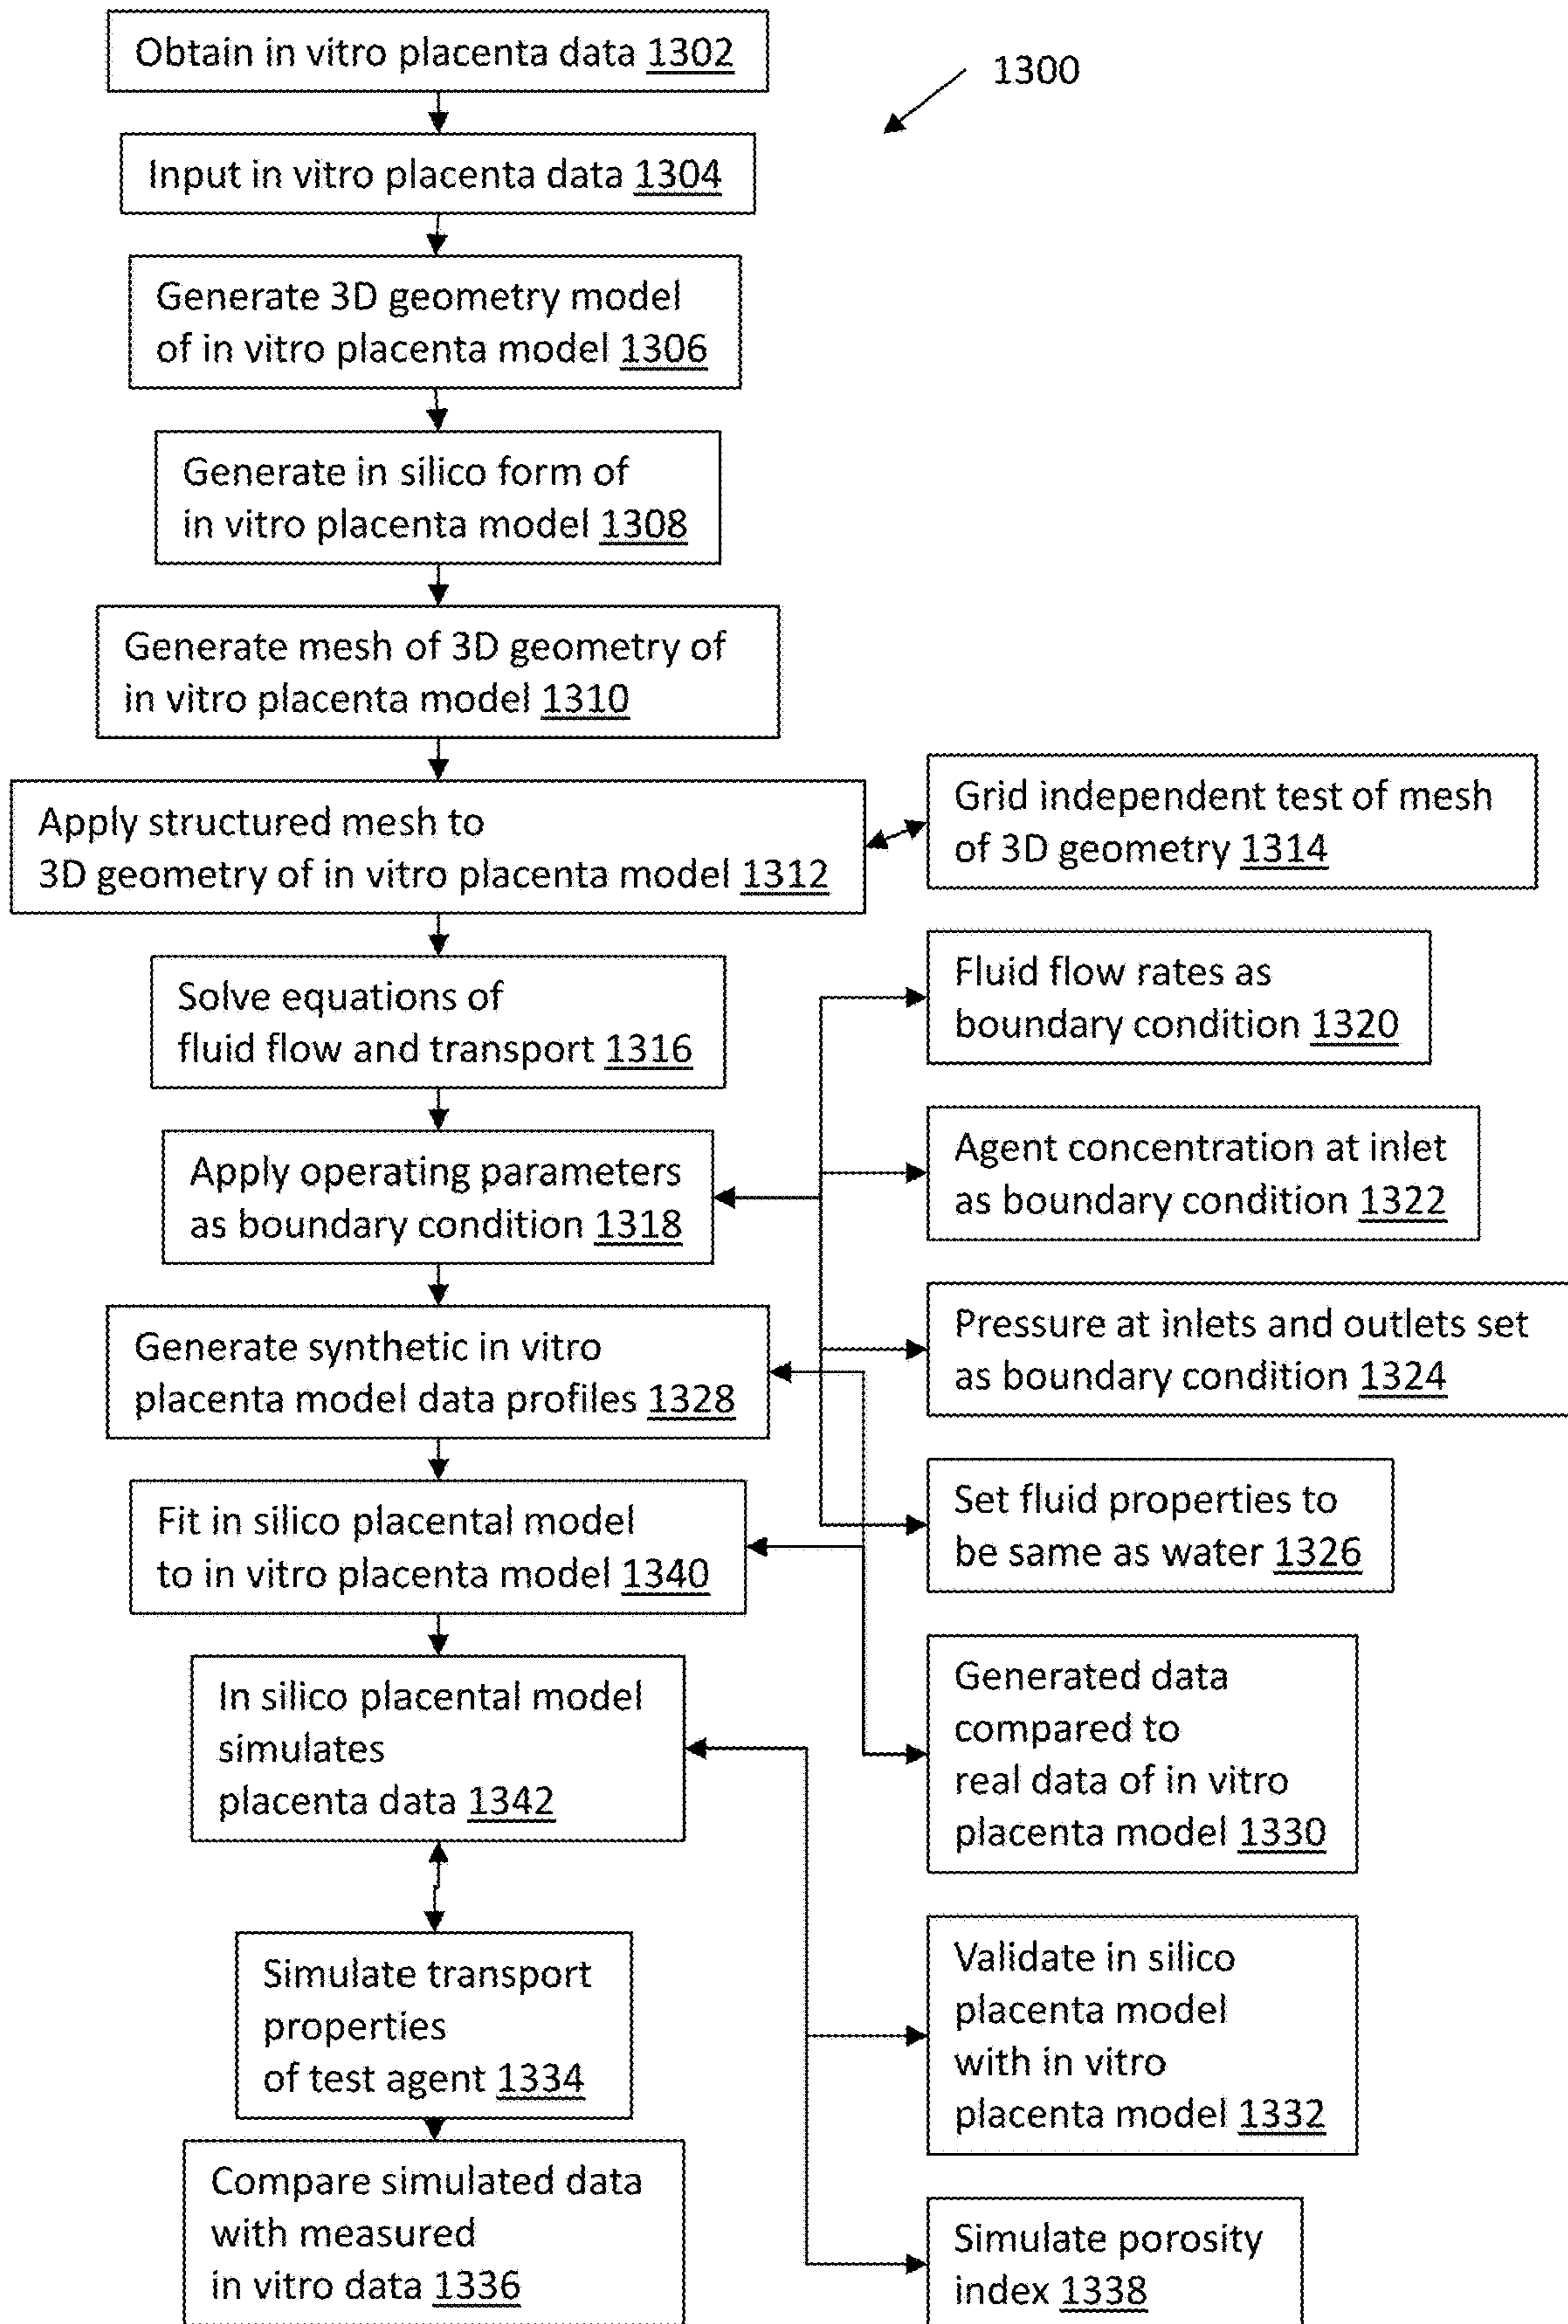 Obtain in vitro placenta data 1302
1300
Input in vitro placenta data 1304
Generate 3D geometry model
of in vitro placenta model 1306
Generate in silico form of
in vitro placenta model 1308
Generate mesh of 3D geometry of
in vitro placenta model 1310
Apply structured mesh to
3D geometry of in vitro placenta model 1312
Grid independent test of mesh
of 3D geometry 1314
Solve equations of
fluid flow and transport 1316
Fluid flow rates as
boundary condition 1320
Apply operating parameters
as boundary condition 1318
Agent concentration at inlet
as boundary condition 1322
Generate synthetic in vitro
placenta model data profiles 1328
Pressure at inlets and outlets set
as boundary condition 1324
Fit in silico placental model
to in vitro placenta model 1340
Set fluid properties to
be same as water 1326
In silico placental model
simulates
placenta data 1342
Generated data
compared to
real data of in vitro
placenta model 1330
Simulate transport
properties
of test agent 1334
Validate in silico
placenta model
with in vitro
placenta model 1332
Compare simulated data
with measured
in vitro data 1336
Simulate porosity
index 1338